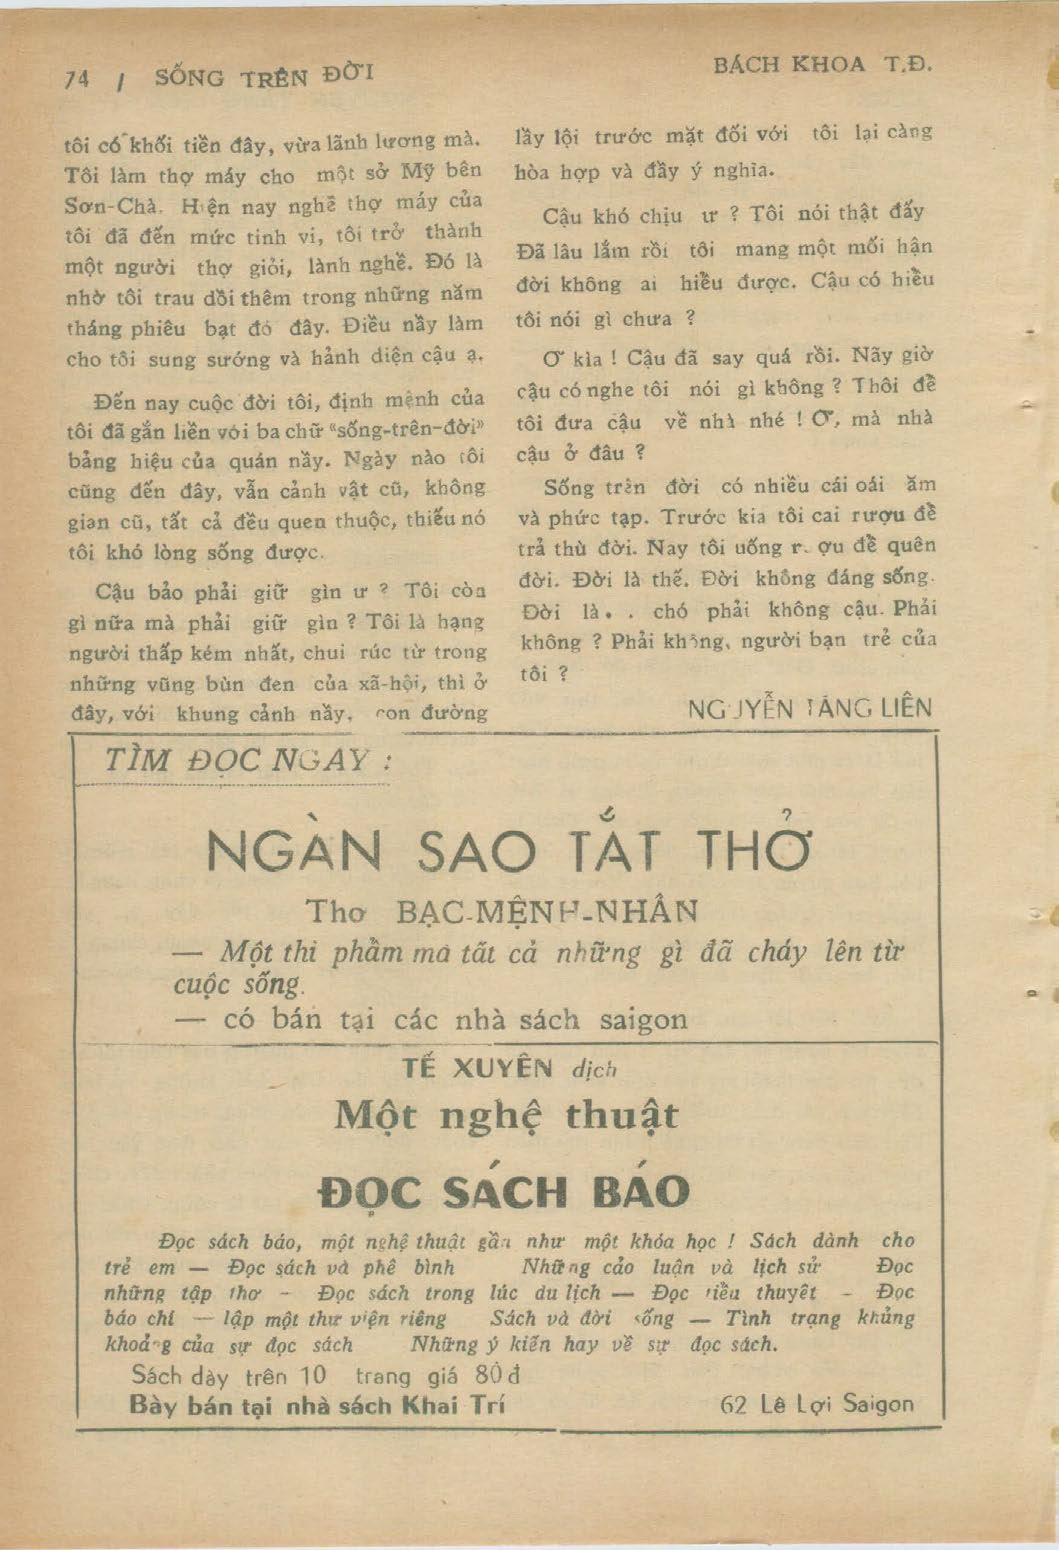 74 / SỐNG TRÊN ĐỜI
BÁCH KHOA T.Đ.
tôi có khối tiền đây, vừa lãnh lương mà.
Tôi làm thợ máy cho một sở Mỹ bên
Sơn-Chà. Hiện nay nghề thợ máy của
tôi đã đến mức tinh vi, tôi trở thành
một người thợ giỏi, lành nghề. Đó là
nhờ tôi trau dồi thêm trong những năm
tháng phiêu bạt đó đây. Điều nầy làm
cho tôi sung sướng và hảnh diện cậu ạ.
Đến nay cuộc đời tôi, định mệnh của
tôi đã gắn liền với ba chữ “sống-trên-đời”
bảng hiệu của quán nầy. Ngày nào tôi
cũng đến đây, vẫn cảnh vật cũ, không
gian cũ, tất cả đều quen thuộc, thiếu nó
tôi khó lòng sống được.
Cậu bảo phải giữ gìn ư ? Tôi còn
gì nữa mà phải giữ gìn ? Tôi là hạng
người thấp kém nhất, chui rúc từ trong
những vũng bùn đen của xã-hội, thì ở
đây, với khung cảnh nầy, con đường
lầy lội trước mặt đối với tôi lại càng
hòa hợp và đầy ý nghia.
Cậu khó chịu ư ? Tôi nói thật đấy
Đã lâu lắm rồi tôi mang một mối hận
đời không ai hiểu được. Cậu có hiểu
tôi nói gì chưa ?
Ơ kìa ! Cậu đã say quá rồi. Nãy giờ
cậu có nghe tôi nói gì không ? Thôi để
tôi đưa cậu về nhà nhé ! Ơ, mà nhà
cậu ở đâu ?
Sống trên đời có nhiều cái oái ăm
và phức tạp. Trước kia tôi cai rượu để
trả thù đời. Nay tôi uống rượu để quên
đời. Đời là thế. Đời không đáng sống.
Đời là. . chó phải không cậu. Phải
không ? Phải không, người bạn trẻ của
tôi ?
NGUYỄN TĂNG LIÊN
TÌM ĐỌC NGAY :
NGÀN SAO TẮT THỞ
Thơ BẠC-MỆNH-NHÂN
— Một thi phẩm mà tất cả những gì đã cháy lên từ
cuộc sống.
— có bán tại các nhà sách saigon
TẾ XUYÊN dịch
Một nghệ thuật
ĐỌC SÁCH BÁO
Đọc sách báo, một nghệ thuật gần như một khóa học ! Sách dành cho
trẻ em — Đọc sách và phê bình Những cảo luận và lịch sử Đọc
những tập thơ – Đọc sách trong lúc du lịch — Đọc tiều thuyết – Đọc
báo chí — lập một thư viện riêng Sách và đời sống — Tình trạng khủng
khoảng của sự đọc sách Những ý kiến hay về sự đọc sách.
Sách dày trên 10 trang giá 80 đ
Bày bán tại nhà sách Khai Trí 62 Lê Lợi Saigon